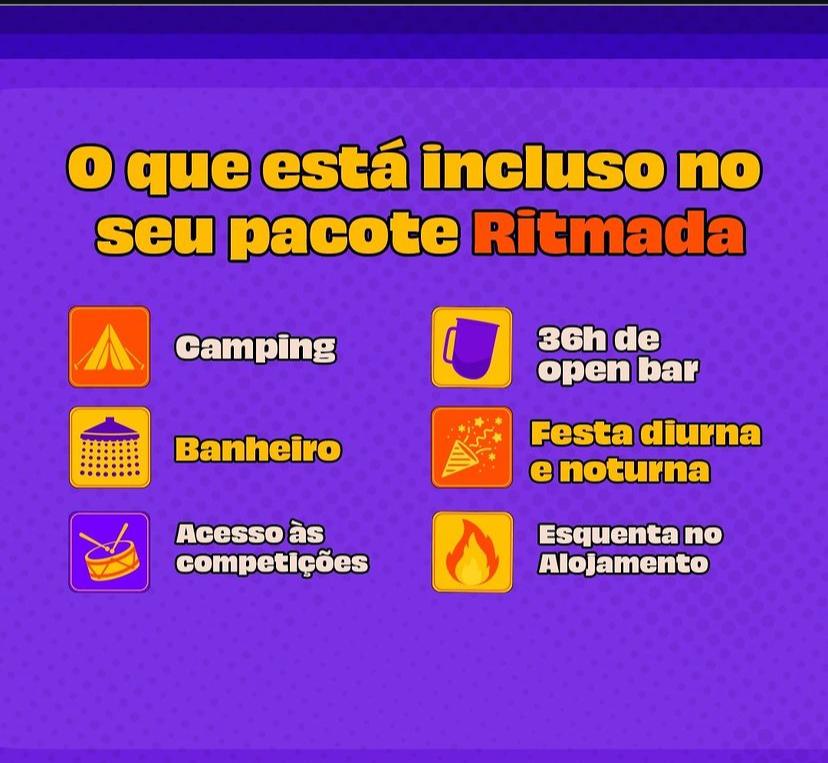 O que está incluso no
seu pacote Ritmada
Camping
36h de
open bar
Banheiro
Festa diurna
e noturna
Acesso às
competições
Esquenta no
Alojamento